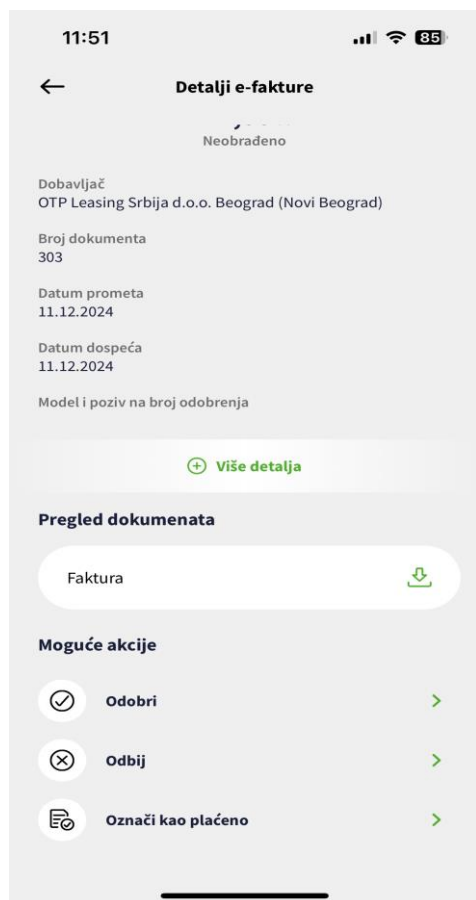 11:51
85
Detalji e-fakture
Neobrađeno
Dobavljač
OTP Leasing Srbija d.o.o. Beograd (Novi Beograd)
Broj dokumenta
303
Datum prometa
11.12.2024
Datum dospeća
11.12.2024
Model i poziv na broj odobrenja
Više detalja
Pregled dokumenata
Faktura
Moguće akcije
Odobri
Odbij
Označi kao plaćeno